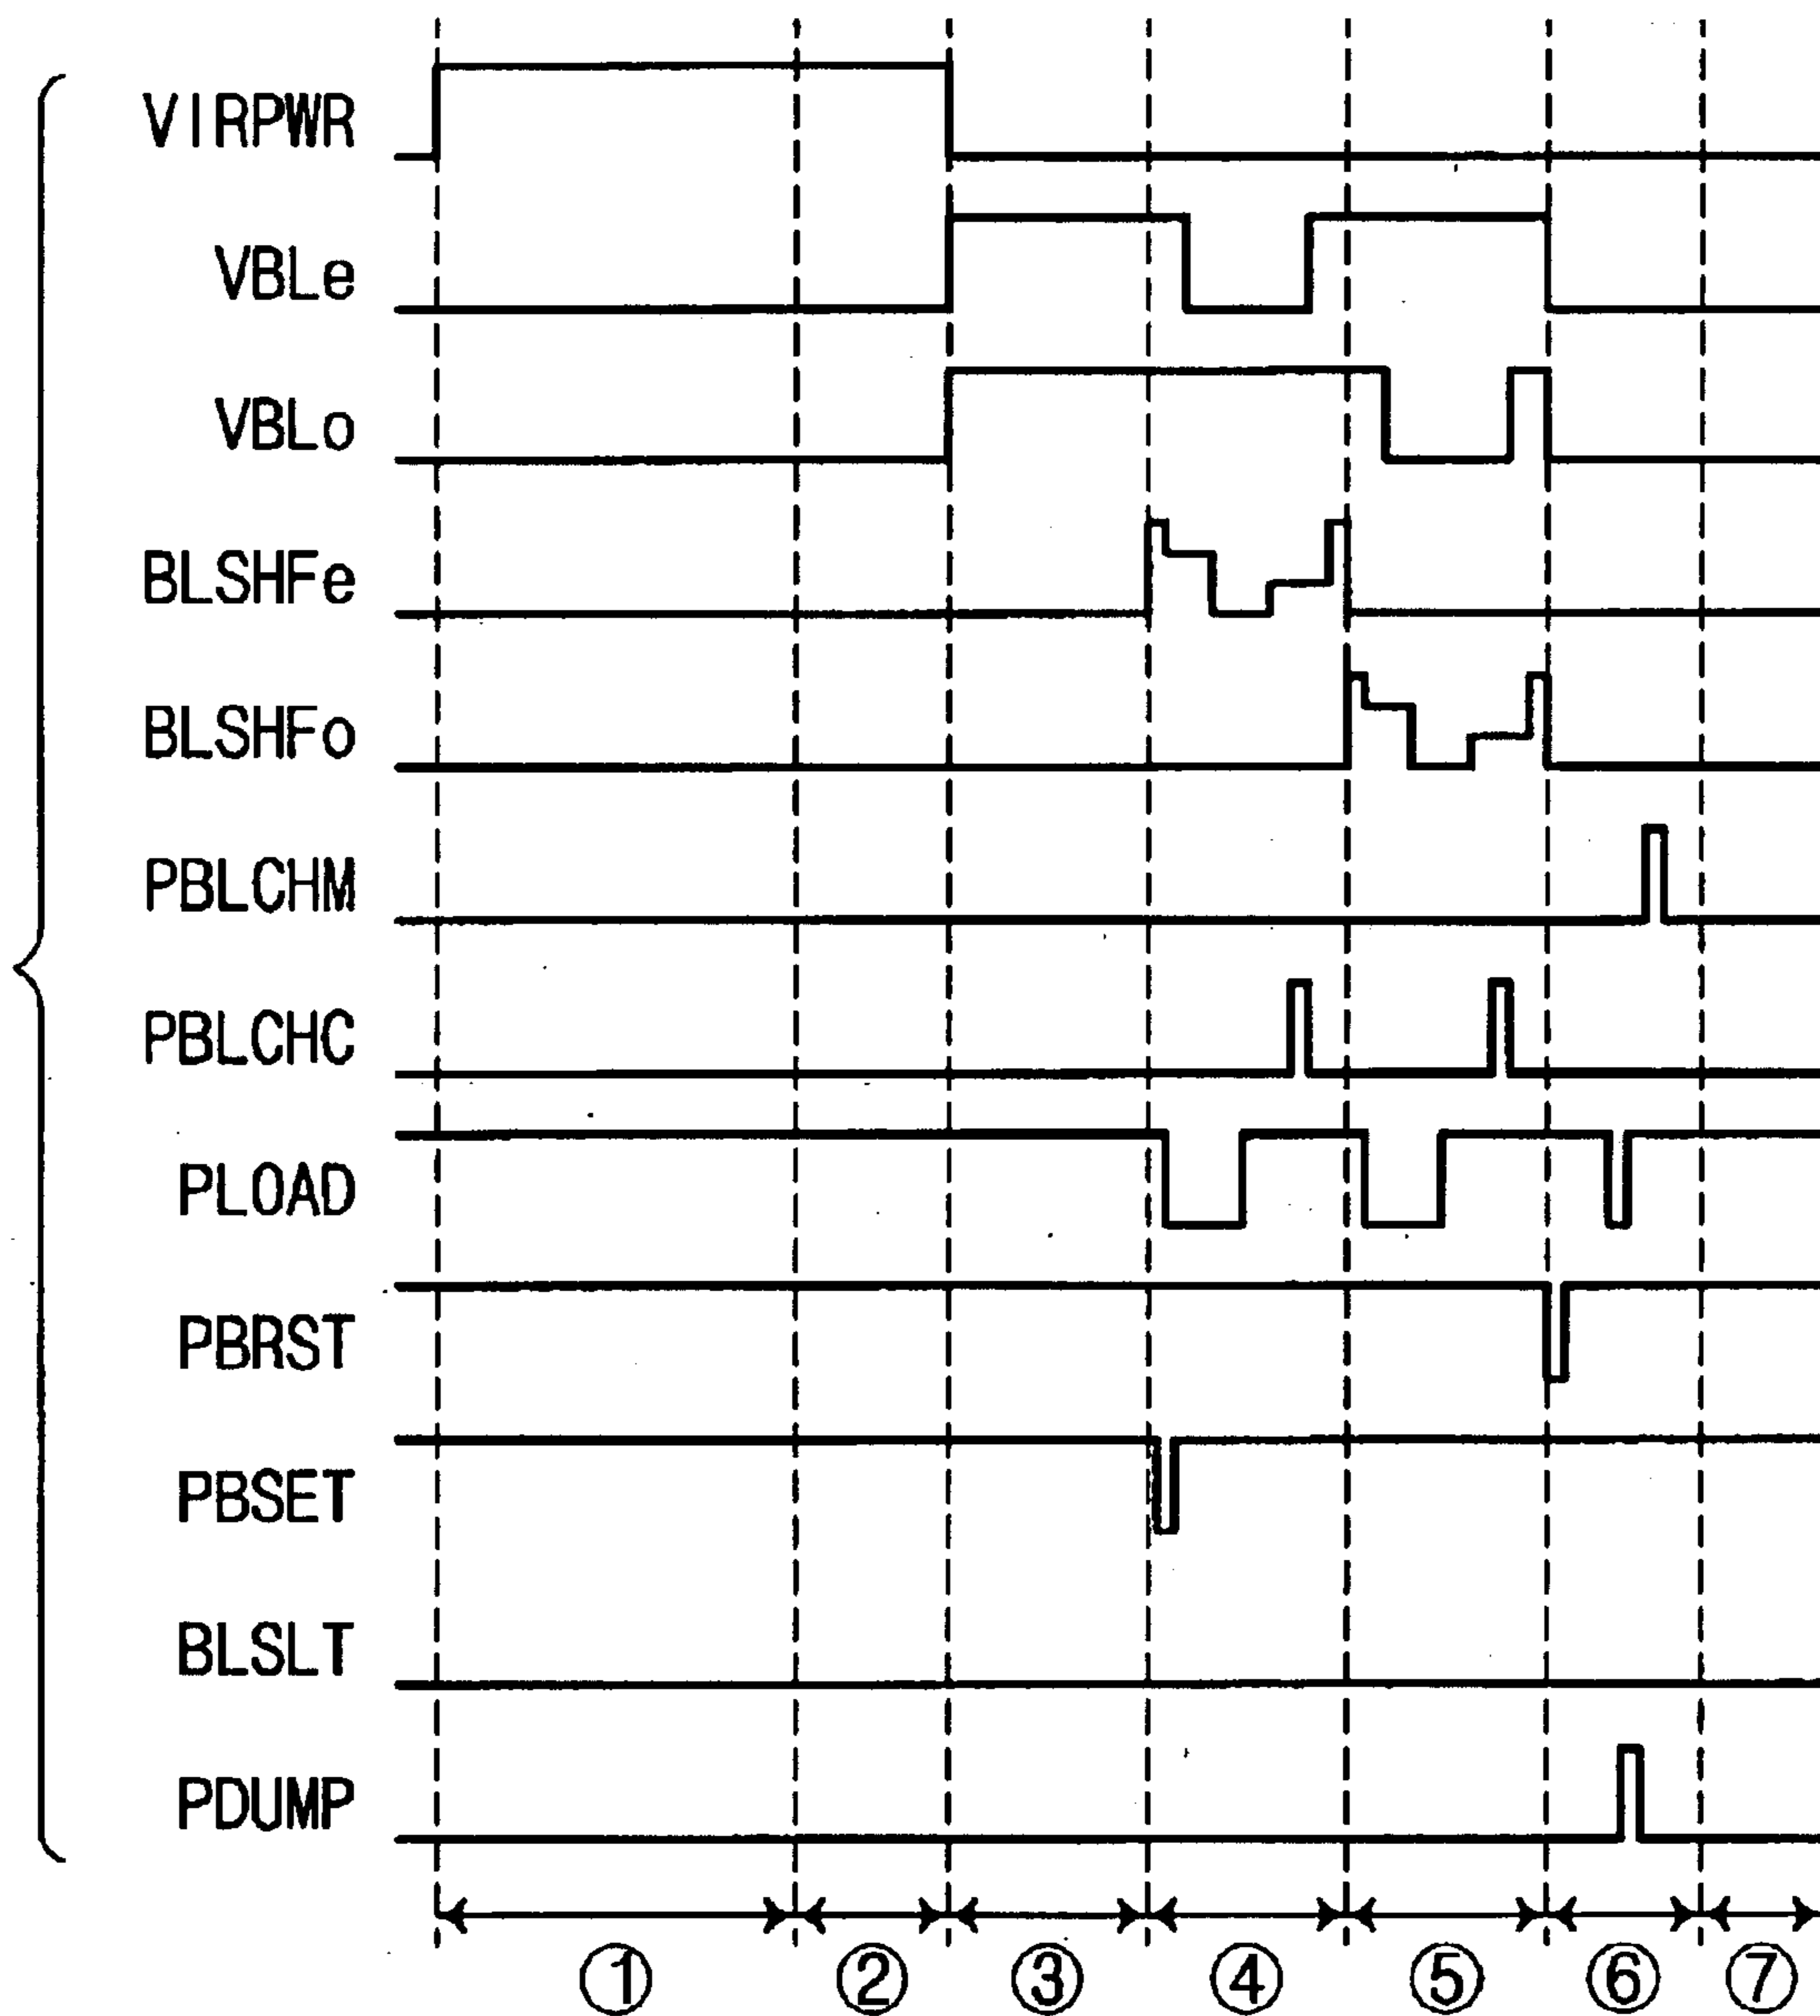 VIRPWR
VBLe
VBLo
BLSHFe
BLSHFo
PBLCHM
PBLCHC
PLOAD
PBRST
PBSET
BLSLT
PDUMP
① ② ③ ④ ⑤ ⑥ ⑦